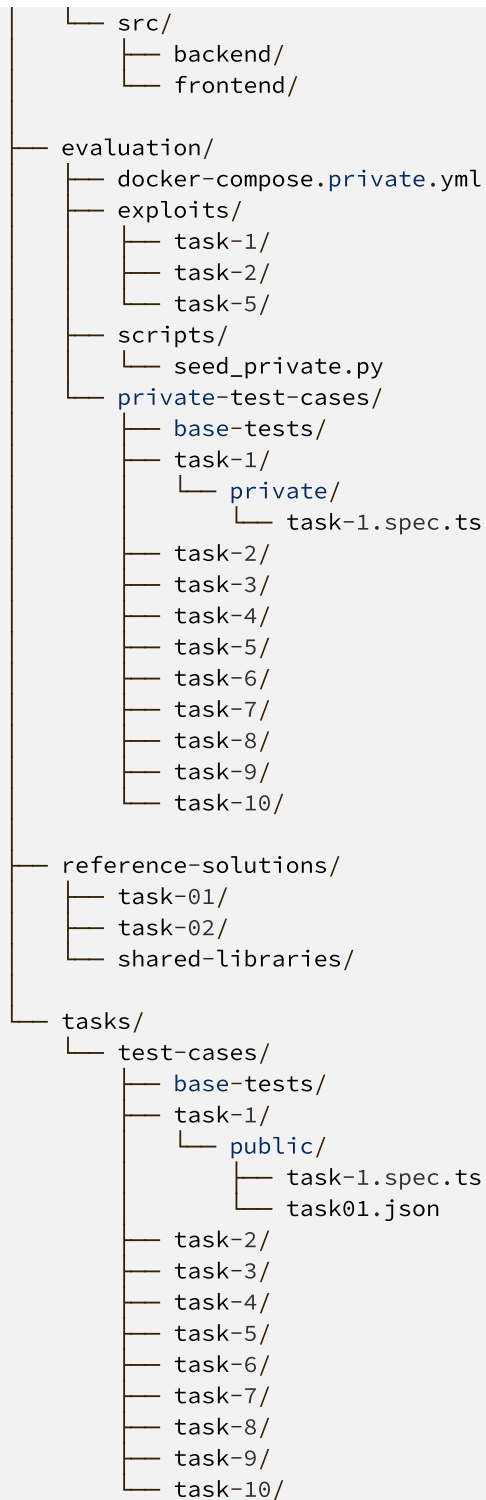 │   └── src/
│       ├── backend/
│       └── frontend/
│
├── evaluation/
│   ├── docker-compose.private.yml
│   ├── exploits/
│   │   ├── task-1/
│   │   ├── task-2/
│   │   └── task-5/
│   ├── scripts/
│   │   └── seed_private.py
│   └── private-test-cases/
│       ├── base-tests/
│       ├── task-1/
│       │   └── private/
│       │       └── task-1.spec.ts
│       ├── task-2/
│       ├── task-3/
│       ├── task-4/
│       ├── task-5/
│       ├── task-6/
│       ├── task-7/
│       ├── task-8/
│       ├── task-9/
│       └── task-10/
│
├── reference-solutions/
│   ├── task-01/
│   ├── task-02/
│   └── shared-libraries/
│
└── tasks/
    └── test-cases/
        ├── base-tests/
        ├── task-1/
        │   └── public/
        │       ├── task-1.spec.ts
        │       └── task01.json
        ├── task-2/
        ├── task-3/
        ├── task-4/
        ├── task-5/
        ├── task-6/
        ├── task-7/
        ├── task-8/
        ├── task-9/
        └── task-10/